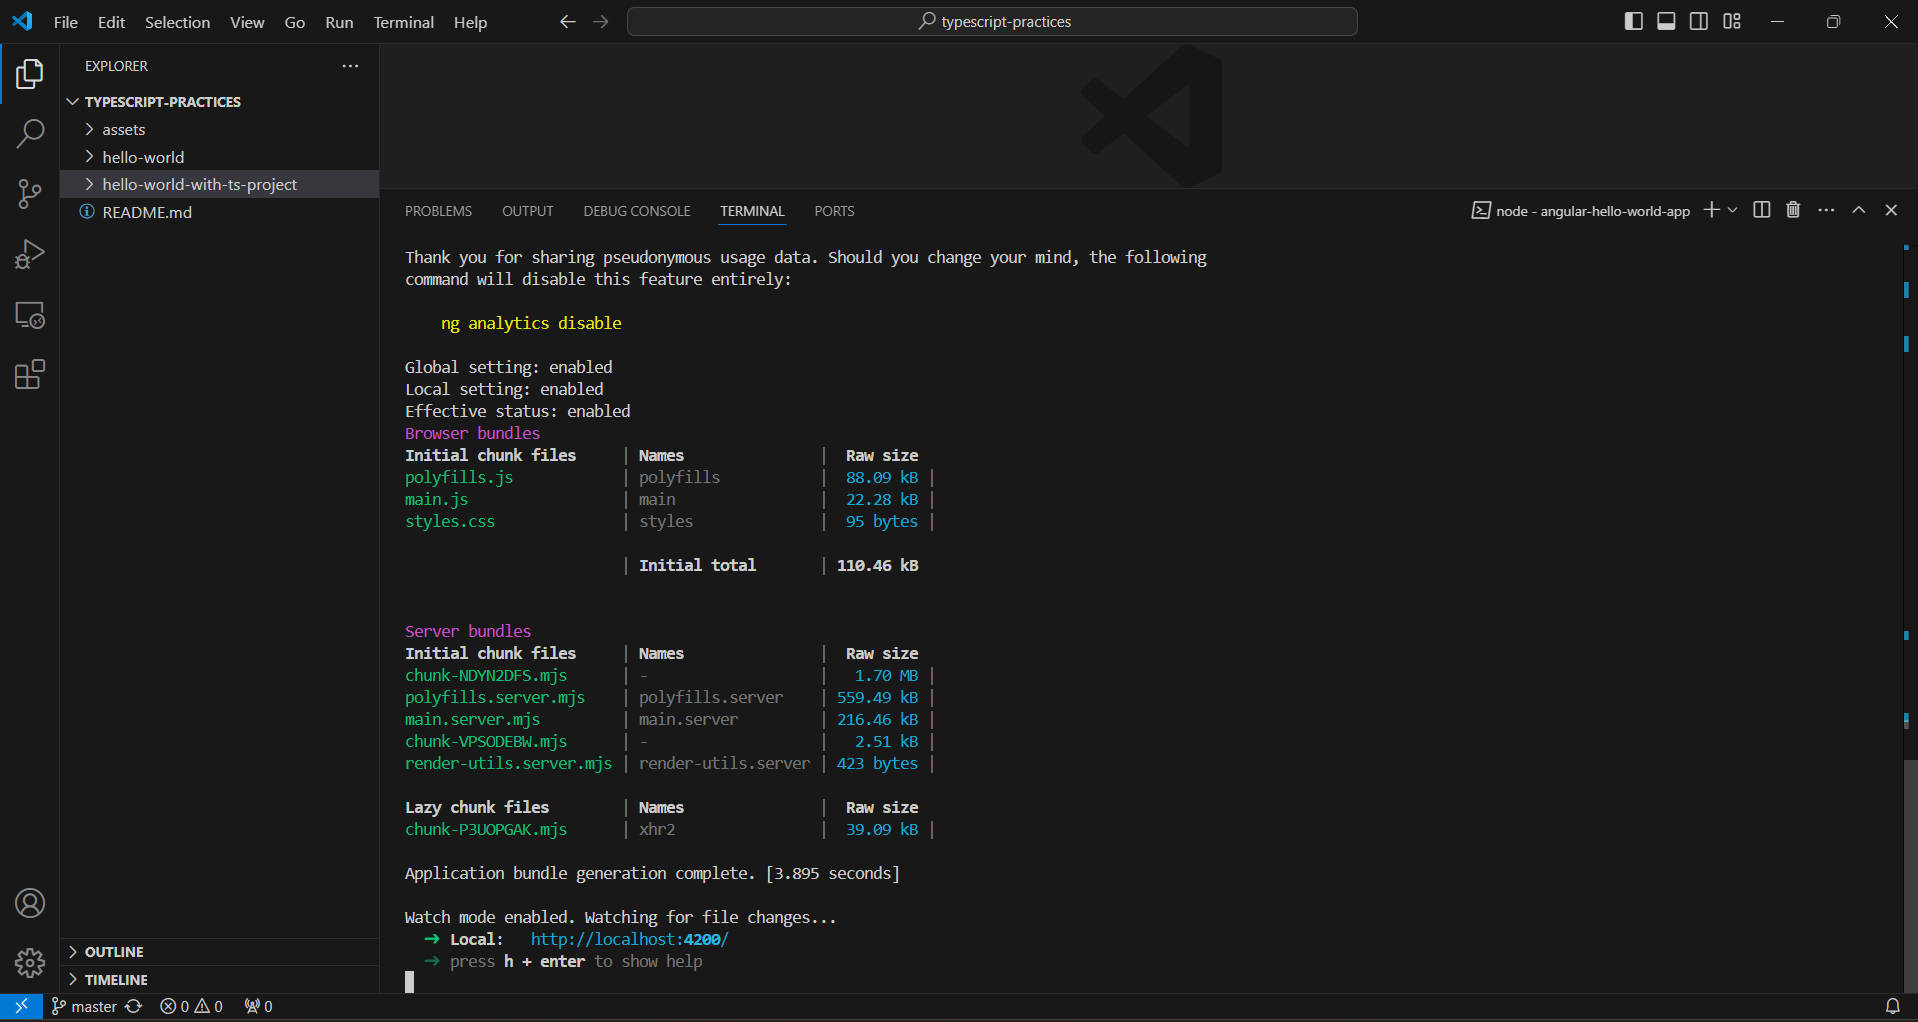 File Edit Selection View Go Run Terminal Help
typescript-practices
EXPLORER
TYPESCRIPT-PRACTICES
assets
hello-world
hello-world-with-ts-project
README.md
OUTLINE
TIMELINE
PROBLEMS OUTPUT DEBUG CONSOLE TERMINAL PORTS
node - angular-hello-world-app
Thank you for sharing pseudonymous usage data. Should you change your mind, the following
command will disable this feature entirely:
ng analytics disable
Global setting: enabled
Local setting: enabled
Effective status: enabled
Browser bundles
Initial chunk files | Names | Raw size
polyfills.js | polyfills | 88.09 kB |
main.js | main | 22.28 kB |
styles.css | styles | 95 bytes |
| Initial total | 110.46 kB
Server bundles
Initial chunk files | Names | Raw size
chunk-NDYN2DFS.mjs | - | 1.70 MB |
polyfills.server.mjs | polyfills.server | 559.49 kB |
main.server.mjs | main.server | 216.46 kB |
chunk-VPSODEBW.mjs | - | 2.51 kB |
render-utils.server.mjs | render-utils.server | 423 bytes |
Lazy chunk files | Names | Raw size
chunk-P3UOPGAK.mjs | xhr2 | 39.09 kB |
Application bundle generation complete. [3.895 seconds]
Watch mode enabled. Watching for file changes...
➜ Local: http://localhost:4200/
➜ press h + enter to show help
master 0 0 0